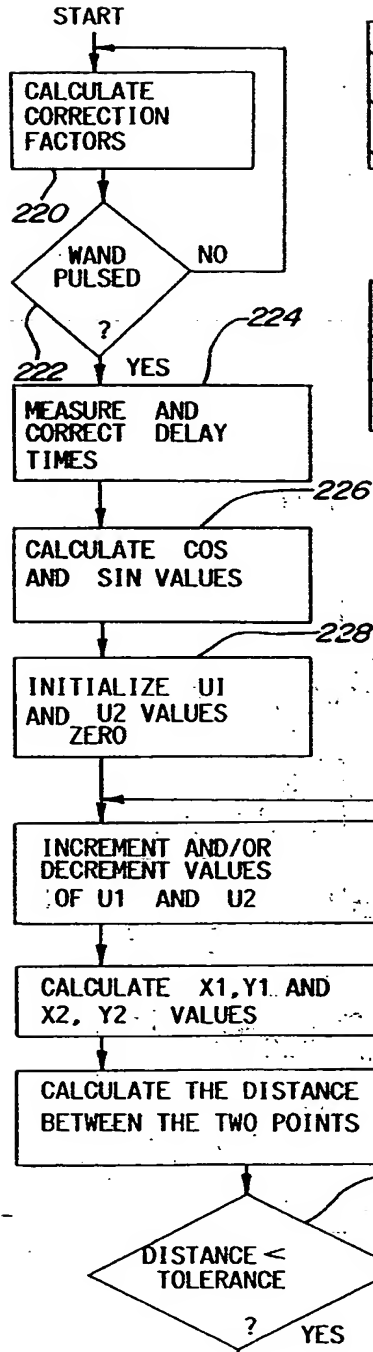 START
CALCULATE
CORRECTION
FACTORS
220
WAND
PULSED
?
NO
222
YES
224
MEASURE AND
CORRECT DELAY
TIMES
226
CALCULATE COS
AND SIN VALUES
228
INITIALIZE U1
AND U2 VALUES
ZERO
INCREMENT AND/OR
DECREMENT VALUES
OF U1 AND U2
CALCULATE X1,Y1 AND
X2, Y2 VALUES
CALCULATE THE DISTANCE
BETWEEN THE TWO POINTS
DISTANCE <
TOLERANCE
?
YES